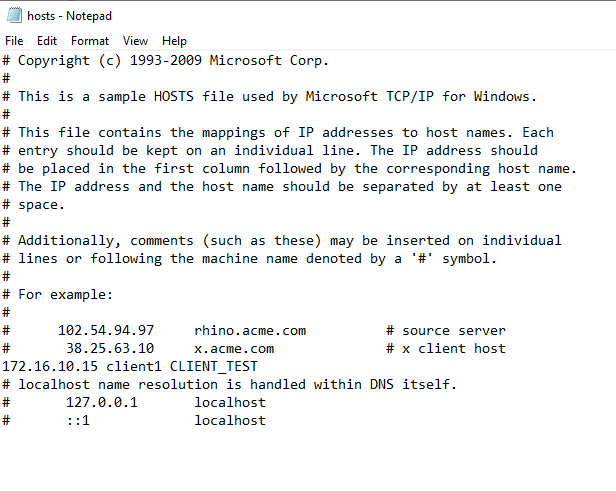 hosts - Notepad
File Edit Format View Help
# Copyright (c) 1993-2009 Microsoft Corp.
#
# This is a sample HOSTS file used by Microsoft TCP/IP for Windows.
#
# This file contains the mappings of IP addresses to host names. Each
# entry should be kept on an individual line. The IP address should
# be placed in the first column followed by the corresponding host name.
# The IP address and the host name should be separated by at least one
# space.
#
# Additionally, comments (such as these) may be inserted on individual
# lines or following the machine name denoted by a '#' symbol.
#
# For example:
#
#      102.54.94.97     rhino.acme.com          # source server
#       38.25.63.10     x.acme.com              # x client host
172.16.10.15 client1 CLIENT_TEST
# localhost name resolution is handled within DNS itself.
#       127.0.0.1       localhost
#       ::1             localhost